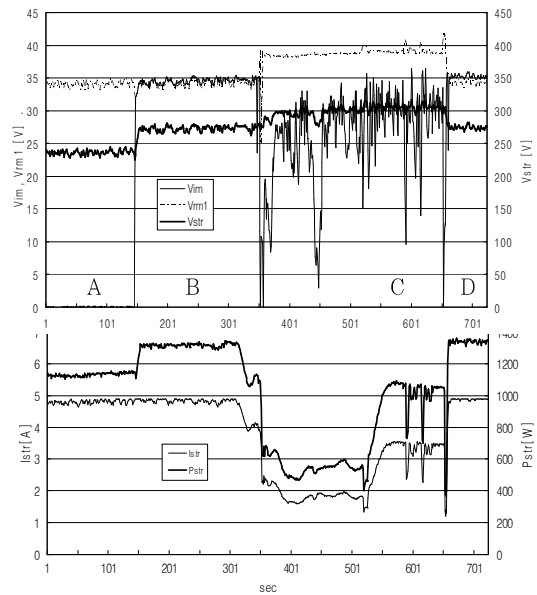 45 450
40 400
35 350
30 300
25 250
20 200
15 150
10 100
5 50
0 0
Vim, Vrm1 [V] .
Vstr [V]
Vim
Vrm1
Vstr
A B C D
1 101 201 301 401 501 601 701
7 1400
6 1200
5 1000
4 800
3 600
2 400
1 200
0 0
Istr[A]
Pstr[W]
Istr
Pstr
1 101 201 301 401 501 601 701
sec